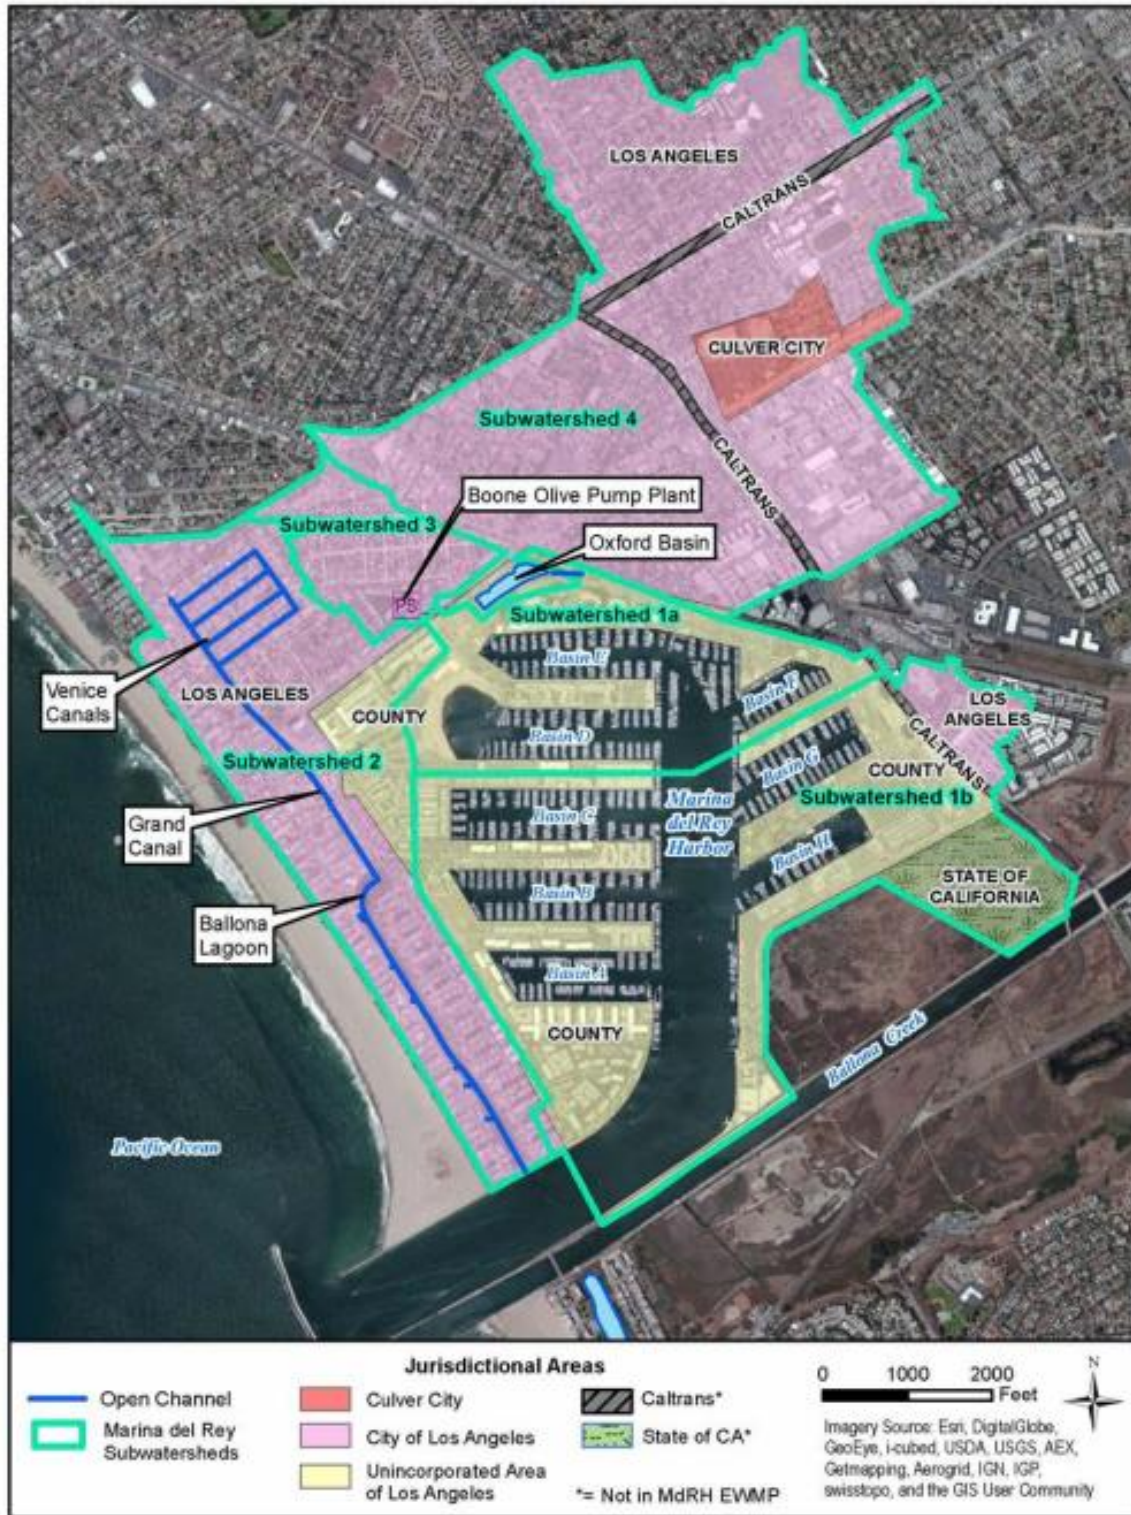 LOS ANGELES
CALTRANS
CULVER CITY
Subwatershed 4
CALTRANS
Boone Olive Pump Plant
Subwatershed 3
Oxford Basin
PS
Subwatershed 1a
Basin E
Venice
Canals
LOS ANGELES
Basin F
LOS
ANGELES
COUNTY
Basin D
CALTRANS
Subwatershed 2
Basin G
COUNTY
Marina
del Rey
Harbor
Subwatershed 1b
Grand
Canal
Basin C
Basin H
STATE OF
CALIFORNIA
Basin B
Ballona
Lagoon
Basin A
COUNTY
Ballona Creek
Pacific Ocean
Jurisdictional Areas
Open Channel
Marina del Rey
Subwatersheds
Culver City
City of Los Angeles
Unincorporated Area
of Los Angeles
Caltrans*
State of CA*
*= Not in MdRH EWMP
0 1000 2000
Feet
N
Imagery Source: Esri, DigitalGlobe,
GeoEye, i-cubed, USDA, USGS, AEX,
Getmapping, Aerogrid, IGN, IGP,
swisstopo, and the GIS User Community